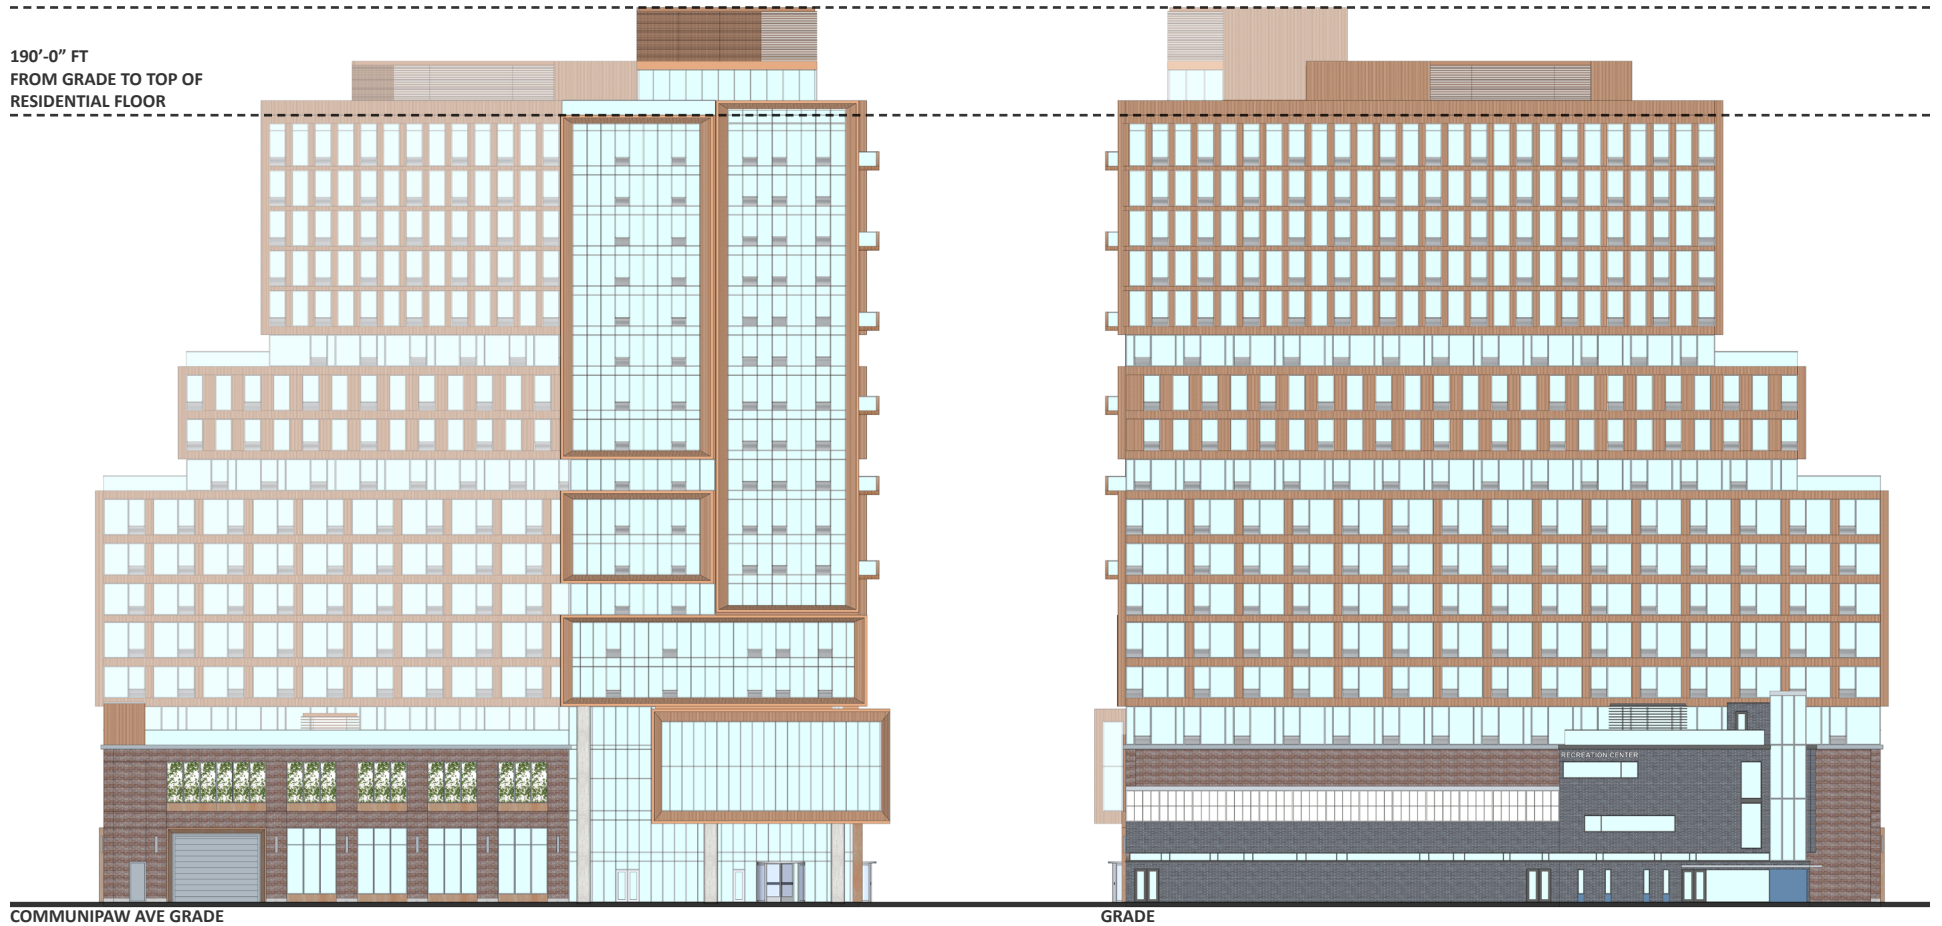 190’-0” FT
FROM GRADE TO TOP OF
RESIDENTIAL FLOOR
RECREATION CENTER
COMMUNIPAW AVE GRADE
GRADE